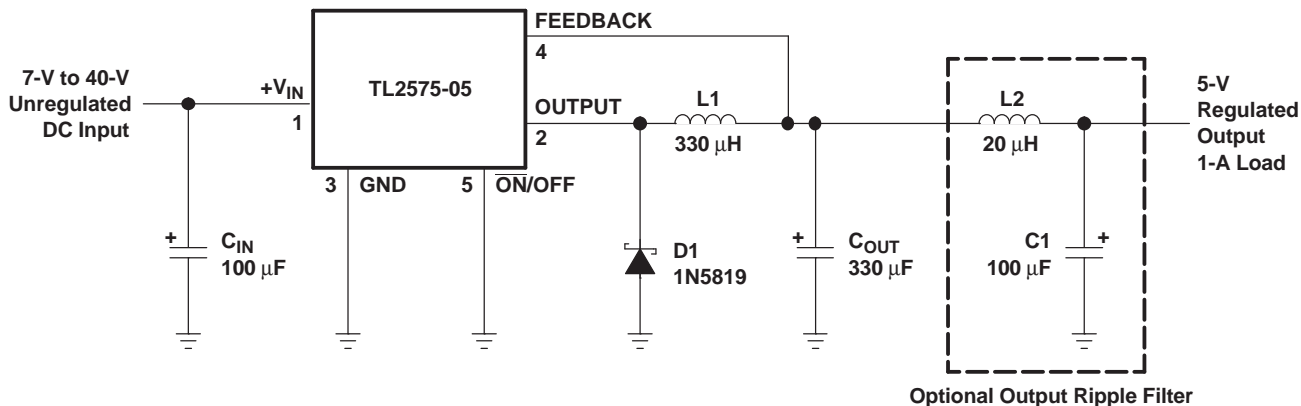 7-V to 40-V
Unregulated
DC Input
+VIN
1
TL2575-05
FEEDBACK
4
OUTPUT
2
3 GND
5 ON/OFF
L1
330 μH
L2
20 μH
5-V
Regulated
Output
1-A Load
+
CIN
100 μF
D1
1N5819
+
COUT
330 μF
C1
100 μF
+
Optional Output Ripple Filter